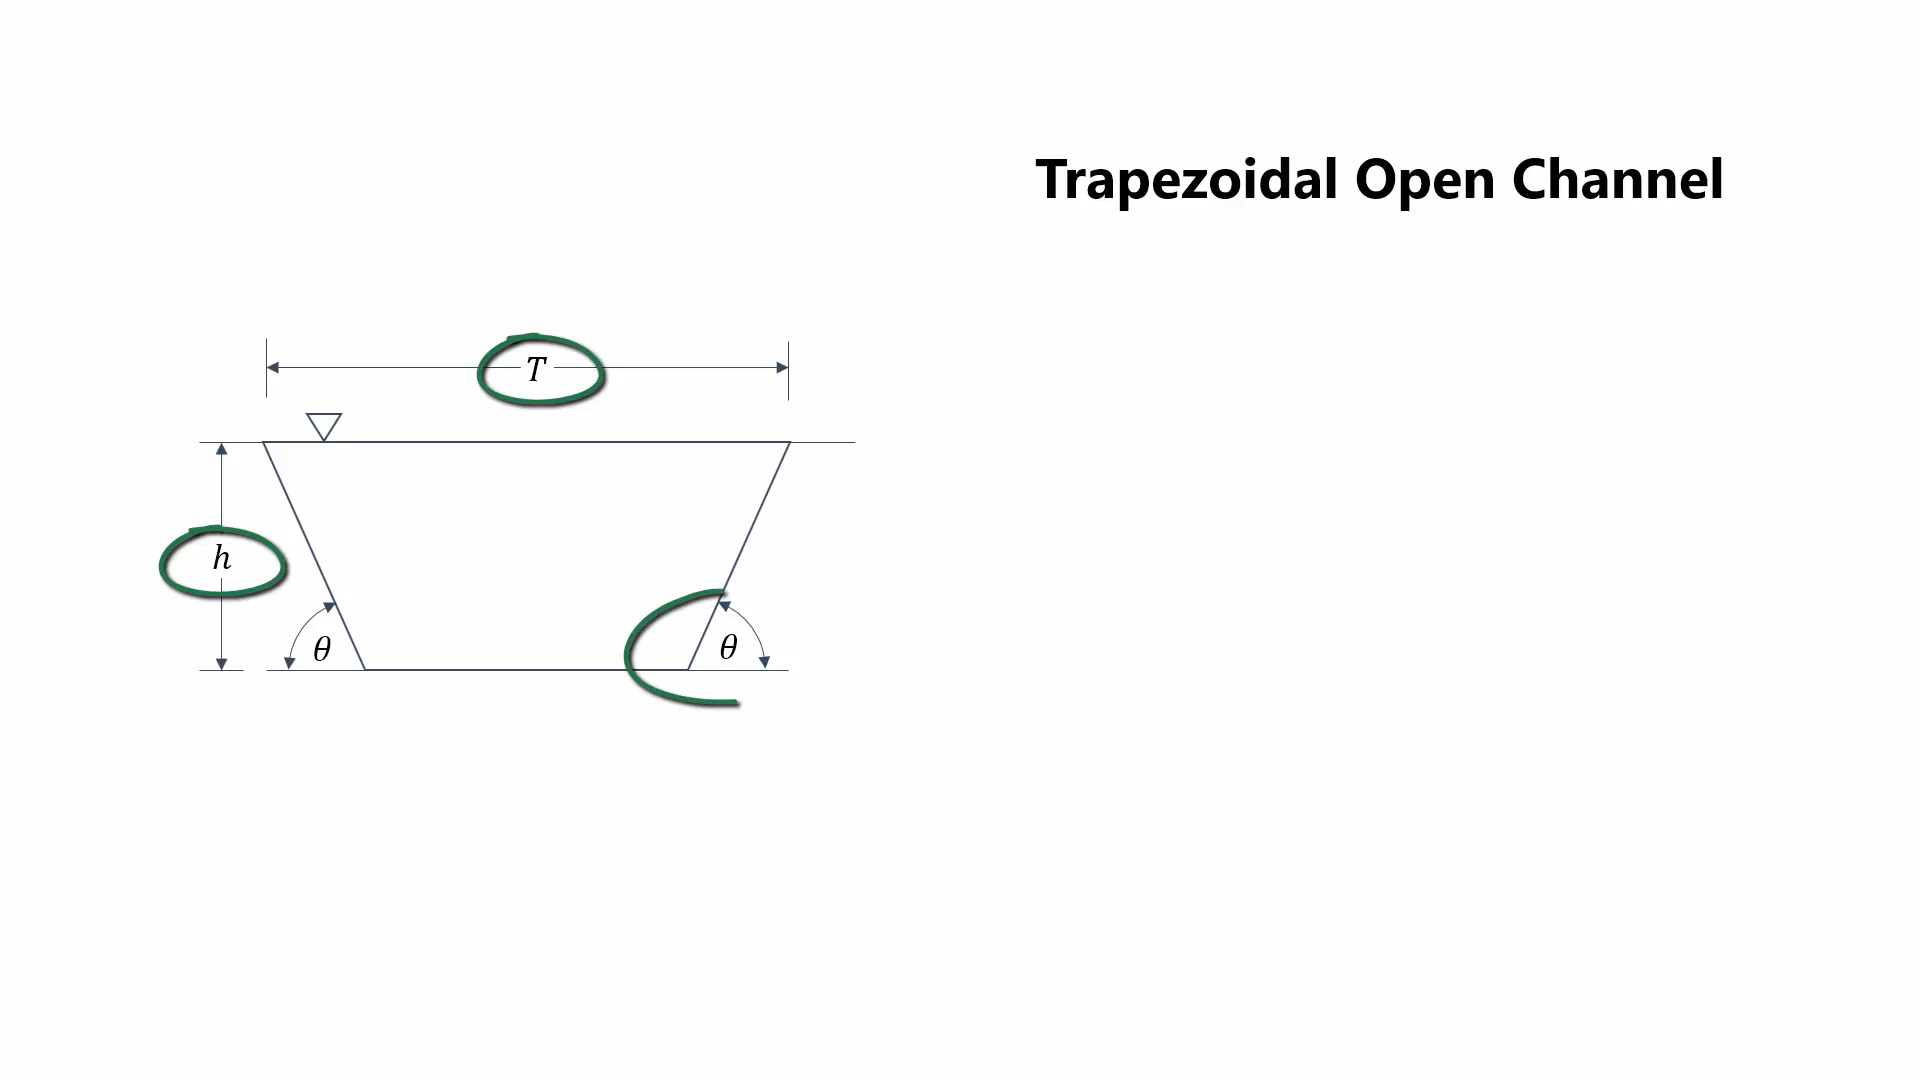 Trapezoidal Open Channel
T
h
θ
θ